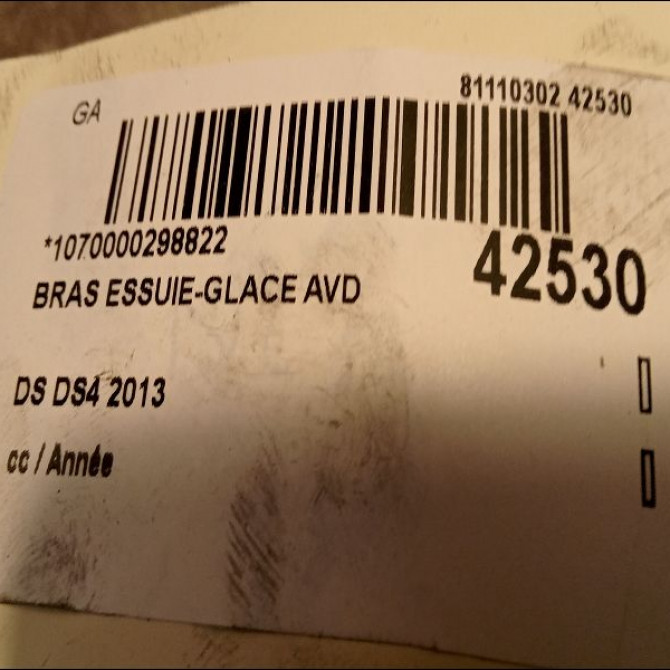 GA
81110302 42530
*1070000298822
42530
BRAS ESSUIE-GLACE AVD
DS DS4 2013
cc / Année